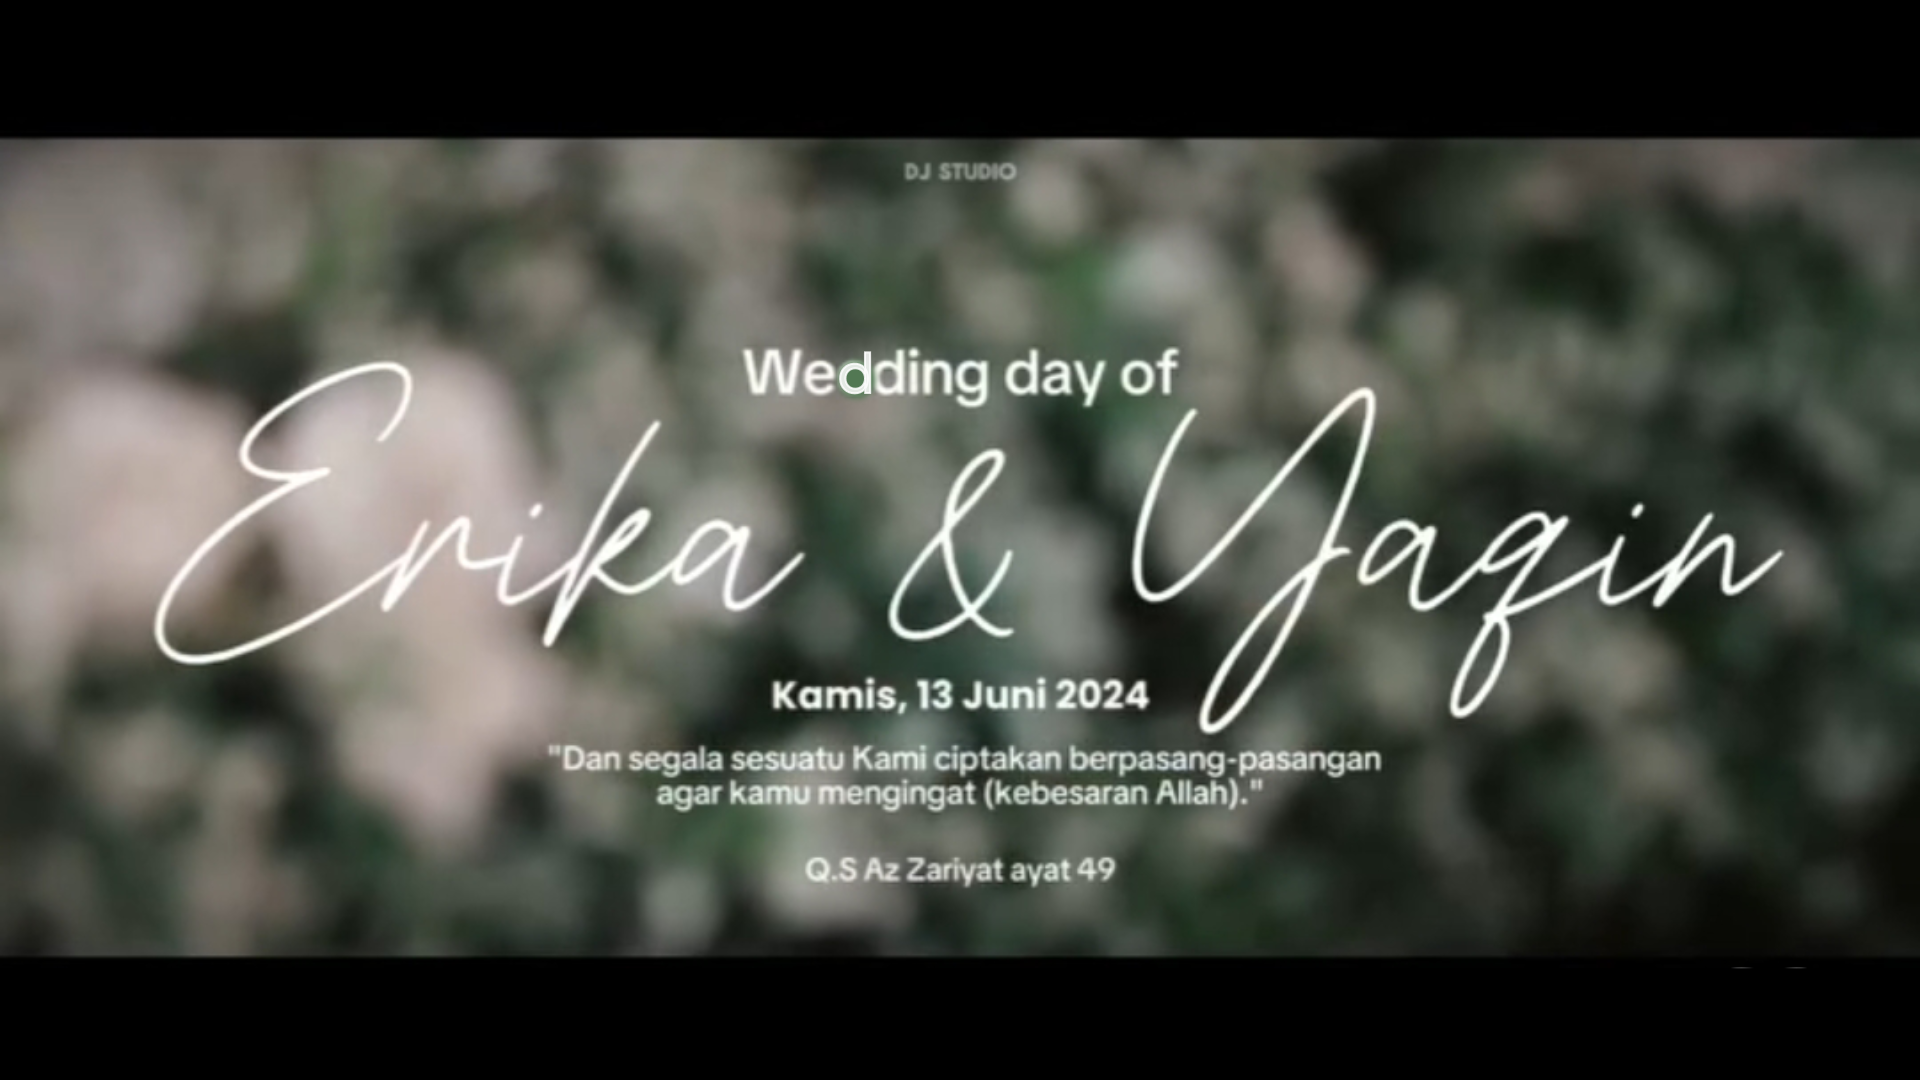 DJ STUDIO
Wedding day of
Erika & Yaqin
Kamis, 13 Juni 2024
"Dan segala sesuatu Kami ciptakan berpasang-pasangan
agar kamu mengingat (kebesaran Allah)."
Q.S Az Zariyat ayat 49